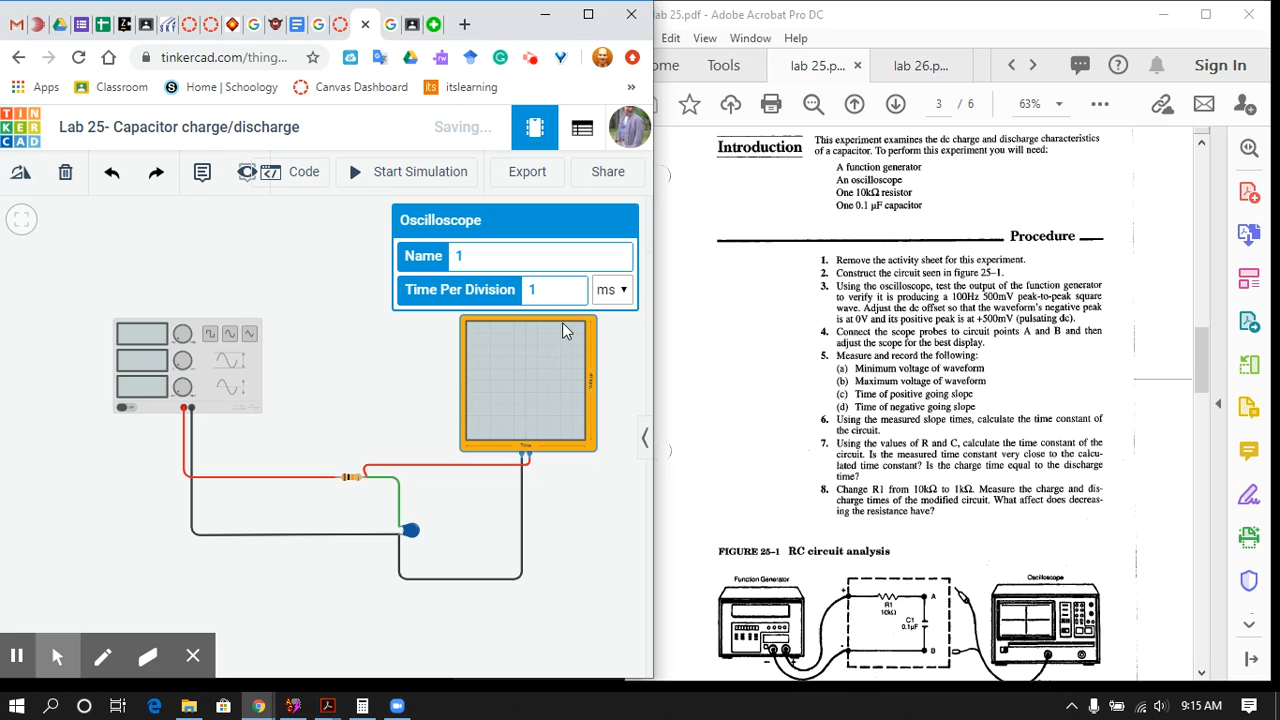 lab 25.pdf - Adobe Acrobat Pro DC
tinkercad.com/thing...
Edit View Window Help
Apps Classroom Home | Schoology Canvas Dashboard its itslearning »
ome Tools lab 25.p... × lab 26.p... Sign In
TIN
KER
CAD
Lab 25- Capacitor charge/discharge
Saving...
3 / 6 63%
Code Start Simulation Export Share
Oscilloscope
Name 1
Time Per Division 1 ms
Voltage
Time
Introduction
This experiment examines the dc charge and discharge characteristics
of a capacitor. To perform this experiment you will need:
A function generator
An oscilloscope
One 10kΩ resistor
One 0.1 µF capacitor
Procedure
1. Remove the activity sheet for this experiment.
2. Construct the circuit seen in figure 25–1.
3. Using the oscilloscope, test the output of the function generator
to verify it is producing a 100Hz 500mV peak-to-peak square
wave. Adjust the dc offset so that the waveform's negative peak
is at 0V and its positive peak is at +500mV (pulsating dc).
4. Connect the scope probes to circuit points A and B and then
adjust the scope for the best display.
5. Measure and record the following:
(a) Minimum voltage of waveform
(b) Maximum voltage of waveform
(c) Time of positive going slope
(d) Time of negative going slope
6. Using the measured slope times, calculate the time constant of
the circuit.
7. Using the values of R and C, calculate the time constant of the
circuit. Is the measured time constant very close to the calcu-
lated time constant? Is the charge time equal to the discharge
time?
8. Change R1 from 10kΩ to 1kΩ. Measure the charge and dis-
charge times of the modified circuit. What affect does decreas-
ing the resistance have?
FIGURE 25–1 RC circuit analysis
Function Generator
Oscilloscope
+
R1
10kΩ
A
C1
0.1µF
B
-
− +
9:15 AM